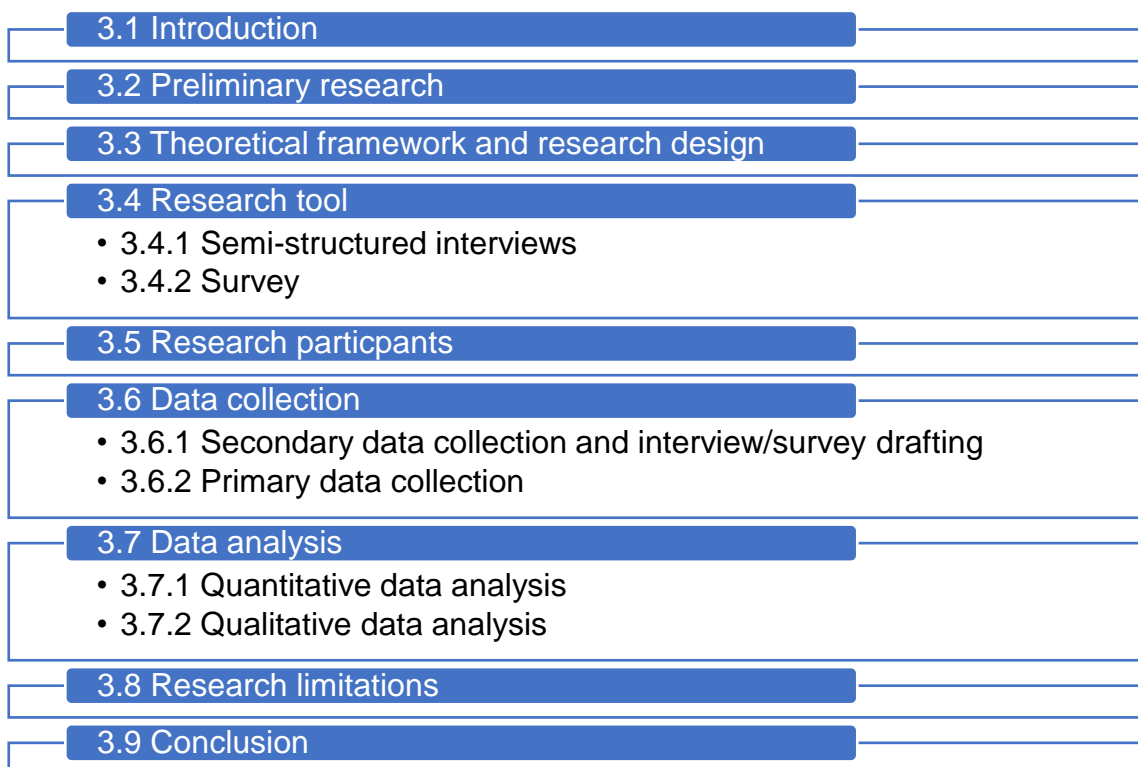 3.1 Introduction
3.2 Preliminary research
3.3 Theoretical framework and research design
3.4 Research tool
• 3.4.1 Semi-structured interviews
• 3.4.2 Survey
3.5 Research particpants
3.6 Data collection
• 3.6.1 Secondary data collection and interview/survey drafting
• 3.6.2 Primary data collection
3.7 Data analysis
• 3.7.1 Quantitative data analysis
• 3.7.2 Qualitative data analysis
3.8 Research limitations
3.9 Conclusion